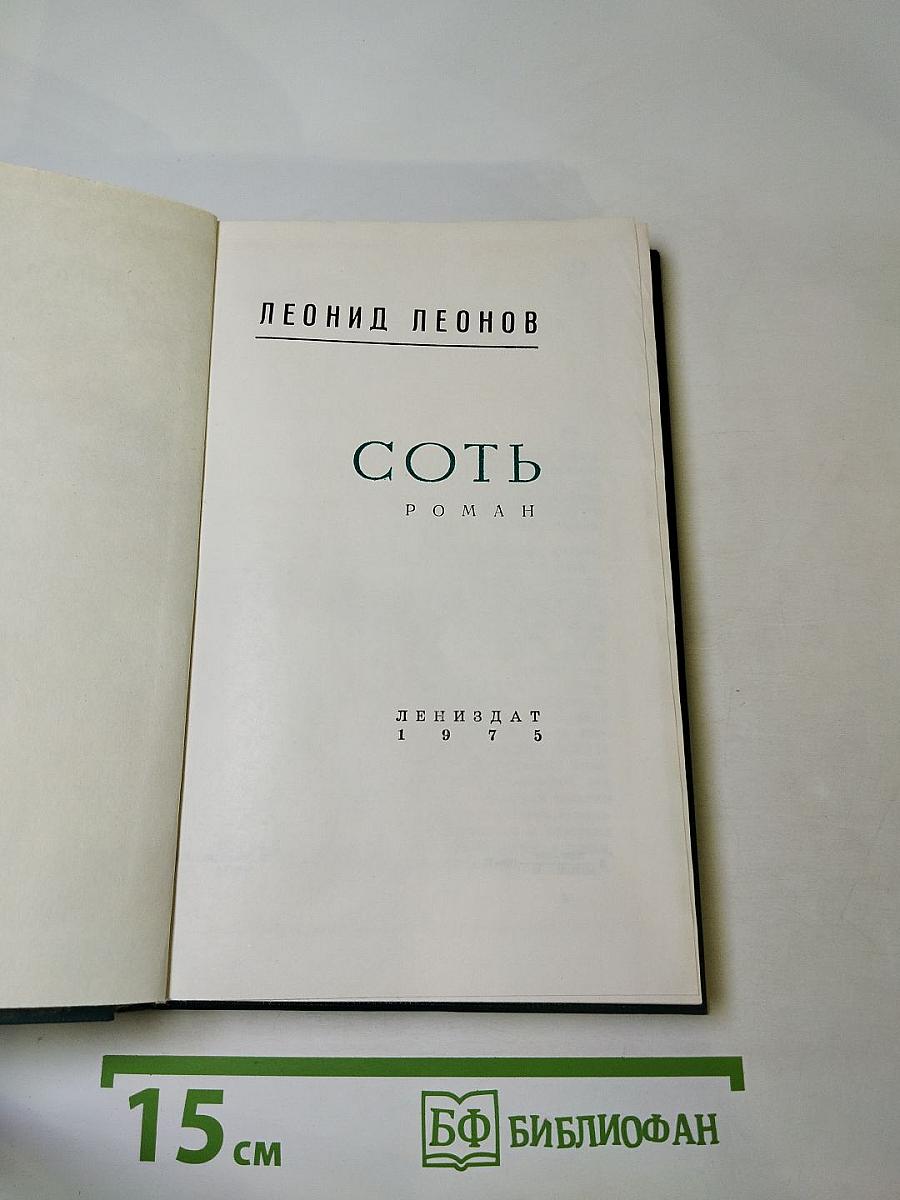 ЛЕОНИД ЛЕОНОВ
СОТЬ
РОМАН
ЛЕНИЗДАТ
1975
15 см
БФ БИБЛИОФАН